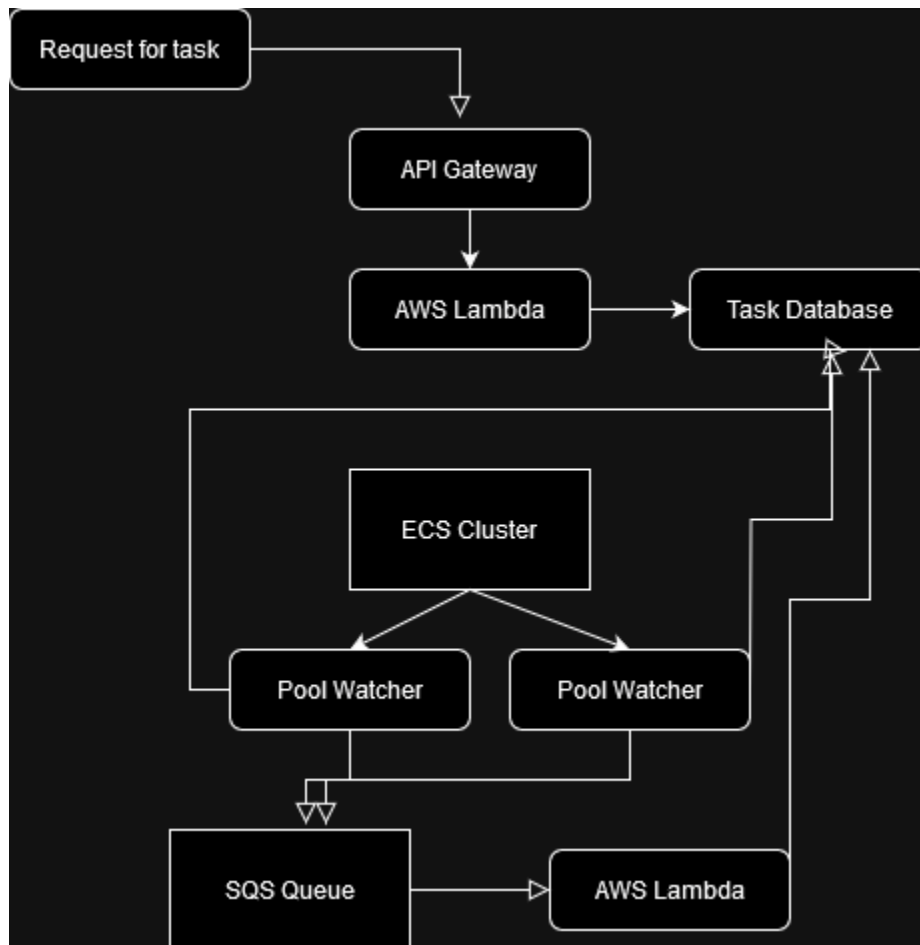 Request for task
API Gateway
AWS Lambda
Task Database
ECS Cluster
Pool Watcher
Pool Watcher
SQS Queue
AWS Lambda